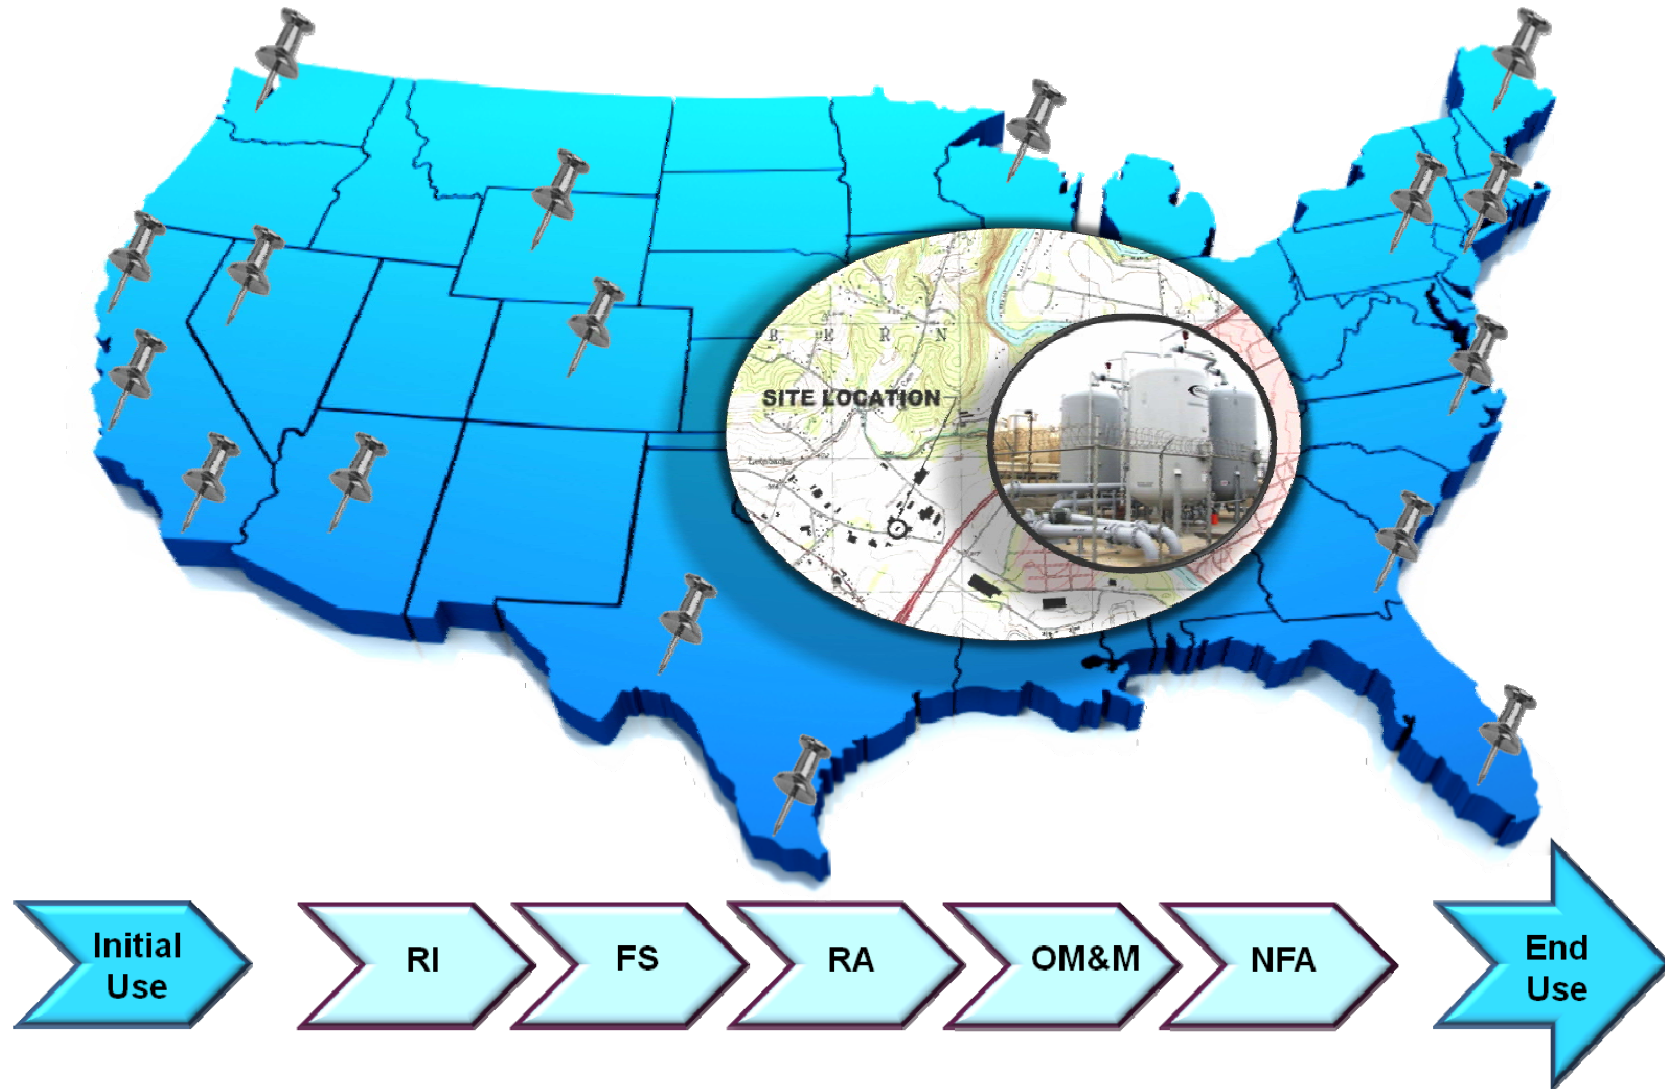 B E R N
SITE LOCATION
Initial
Use
RI
FS
RA
OM&M
NFA
End
Use